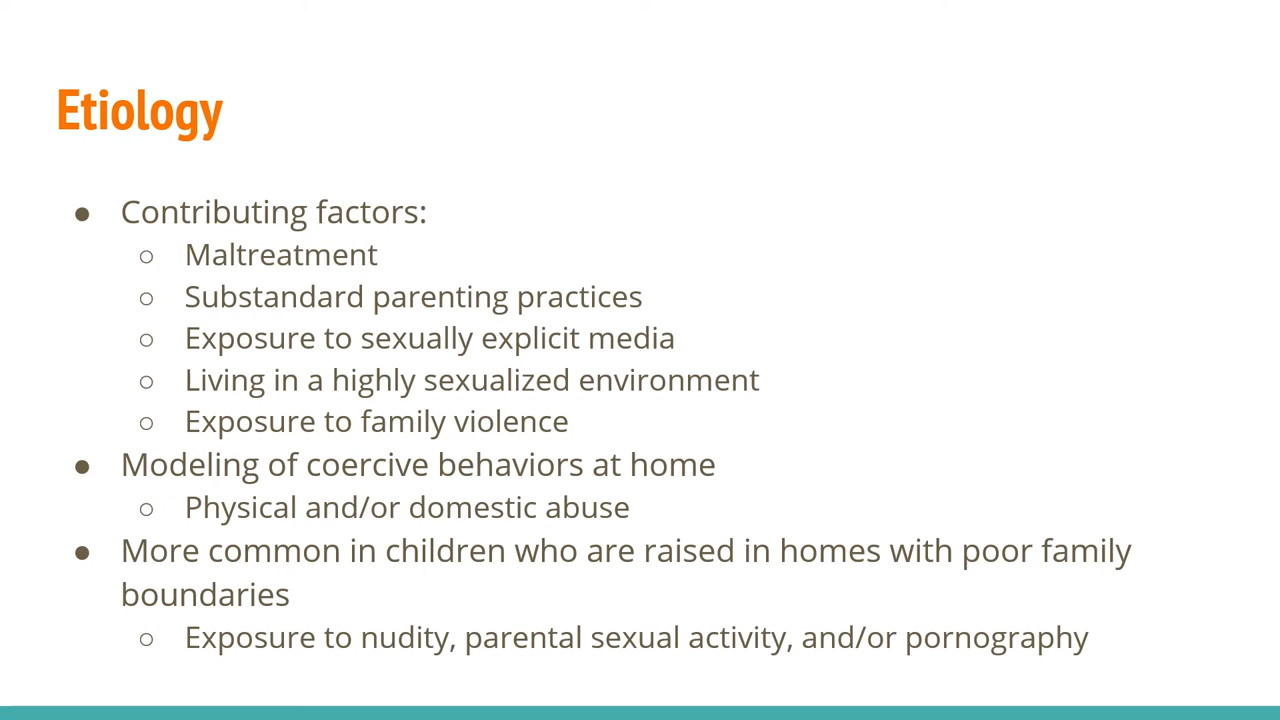 Etiology
● Contributing factors:
○ Maltreatment
○ Substandard parenting practices
○ Exposure to sexually explicit media
○ Living in a highly sexualized environment
○ Exposure to family violence
● Modeling of coercive behaviors at home
○ Physical and/or domestic abuse
● More common in children who are raised in homes with poor family
boundaries
○ Exposure to nudity, parental sexual activity, and/or pornography